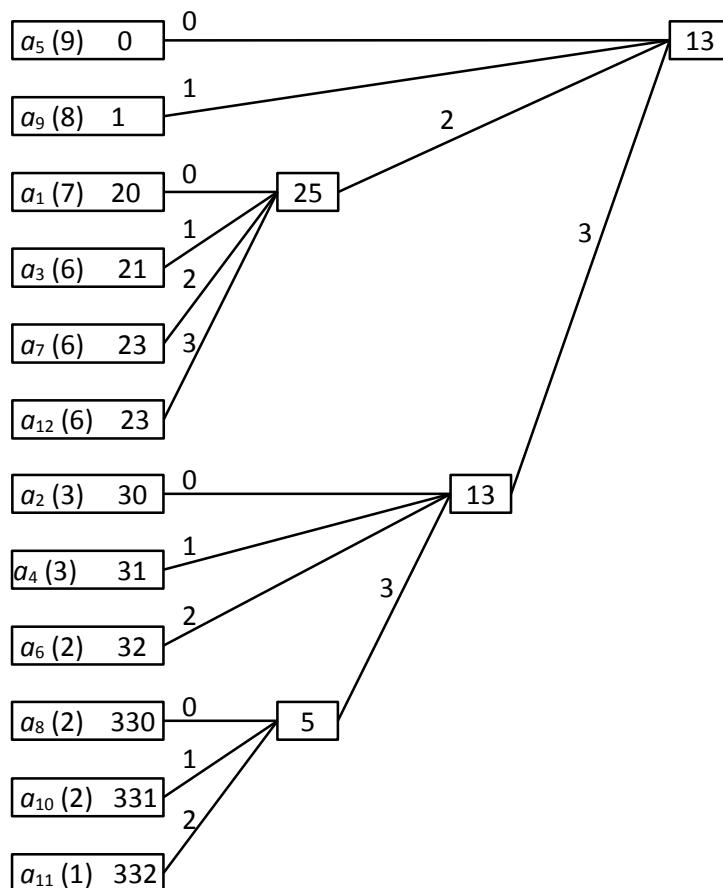 0
a₅ (9) 0 13
1
a₉ (8) 1 2
0
a₁ (7) 20 25
1 3
a₃ (6) 21
2
a₇ (6) 23
3
a₁₂ (6) 23
0
a₂ (3) 30 13
1
a₄ (3) 31
3
2
a₆ (2) 32
0
a₈ (2) 330 5
1
a₁₀ (2) 331
2
a₁₁ (1) 332